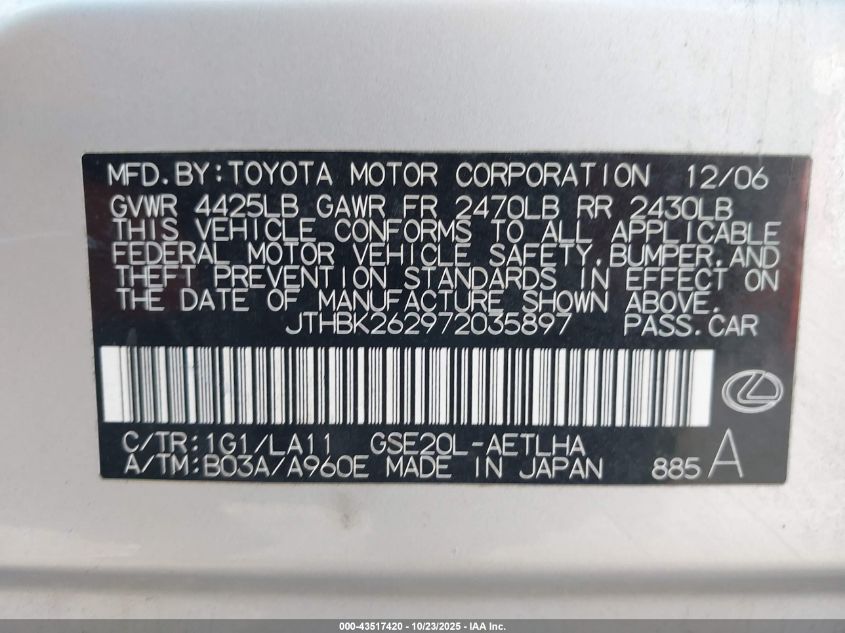 MFD. BY: TOYOTA MOTOR CORPORATION 12/06
GVWR 4425LB GAWR FR 2470LB RR 2430LB
THIS VEHICLE CONFORMS TO ALL APPLICABLE
FEDERAL MOTOR VEHICLE SAFETY, BUMPER, AND
THEFT PREVENTION STANDARDS IN EFFECT ON
THE DATE OF MANUFACTURE SHOWN ABOVE.
JTHBK262972035897 PASS. CAR
C/TR: 1G1/LA11 GSE20L-AETLHA
A/TM: B03A/A960E MADE IN JAPAN 885 A
000-43517420 - 10/23/2025 - IAA Inc.